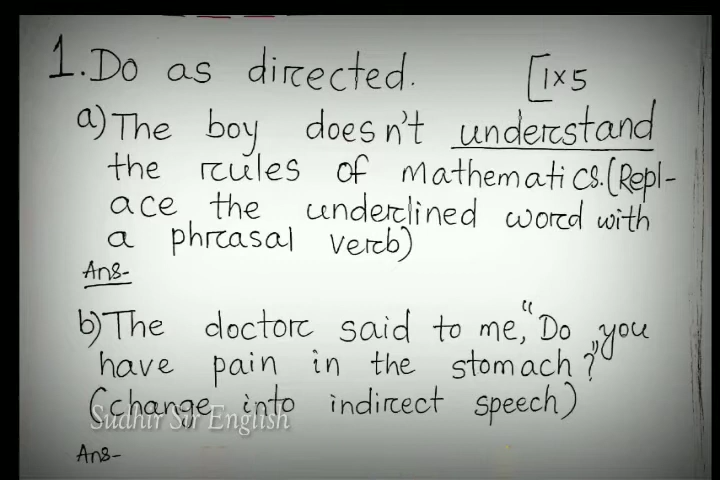 1. Do as directed. [1×5
a) The boy doesn't understand
the rules of mathematics. (Repl-
ace the underlined word with
a phrasal verb)
Ans-
b) The doctor said to me, "Do you
have pain in the stomach?"
(change into indirect speech)
Sudhir Sir English
Ans-